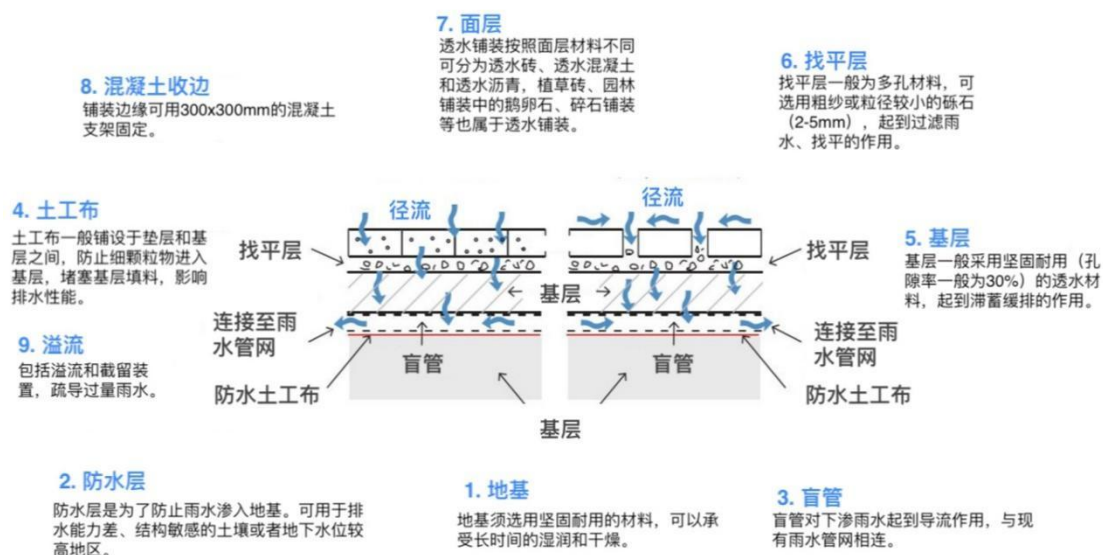 7. 面层
透水铺装按照面层材料不同
可分为透水砖、透水混凝土
和透水沥青，植草砖、园林
铺装中的鹅卵石、碎石铺装
等也属于透水铺装。
8. 混凝土收边
铺装边缘可用300x300mm的混凝土
支架固定。
6. 找平层
找平层一般为多孔材料，可
选用粗纱或粒径较小的砾石
（2-5mm），起到过滤雨
水、找平的作用。
4. 土工布
土工布一般铺设于垫层和基
层之间，防止细颗粒物进入
基层，堵塞基层填料，影响
排水性能。
径流
径流
找平层
找平层
5. 基层
基层一般采用坚固耐用（孔
隙率一般为30%）的透水材
料，起到滞蓄缓排的作用。
基层
连接至雨
水管网
连接至雨
水管网
9. 溢流
包括溢流和截留装
置，疏导过量雨水。
盲管
盲管
防水土工布
防水土工布
基层
2. 防水层
防水层是为了防止雨水渗入地基。可用于排
水能力差、结构敏感的土壤或者地下水位较
高地区。
1. 地基
地基须选用坚固耐用的材料，可以承
受长时间的湿润和干燥。
3. 盲管
盲管对下渗雨水起到导流作用，与现
有雨水管网相连。